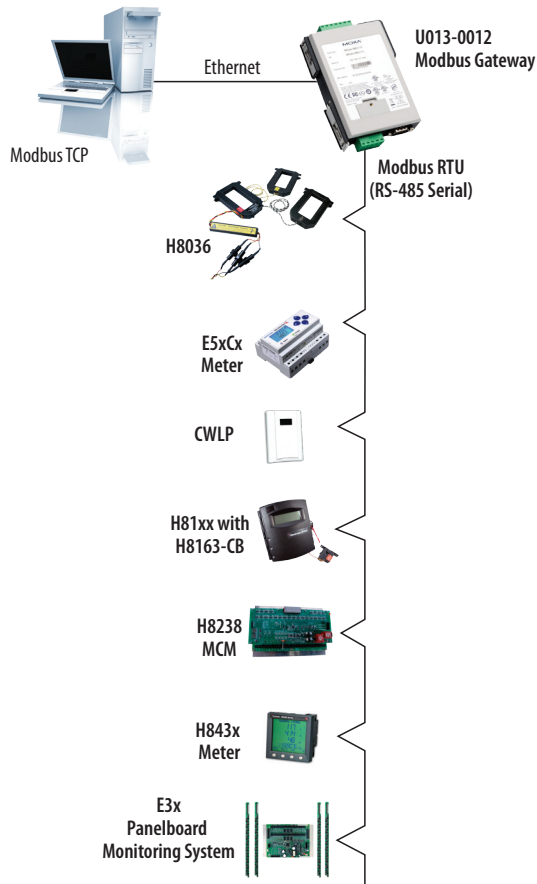 U013-0012
Modbus Gateway
MOXA
Ethernet
Modbus TCP
Modbus RTU
(RS-485 Serial)
H8036
E5xCx
Meter
CWLP
H81xx with
H8163-CB
H8238
MCM
H843x
Meter
E3x
Panelboard
Monitoring System